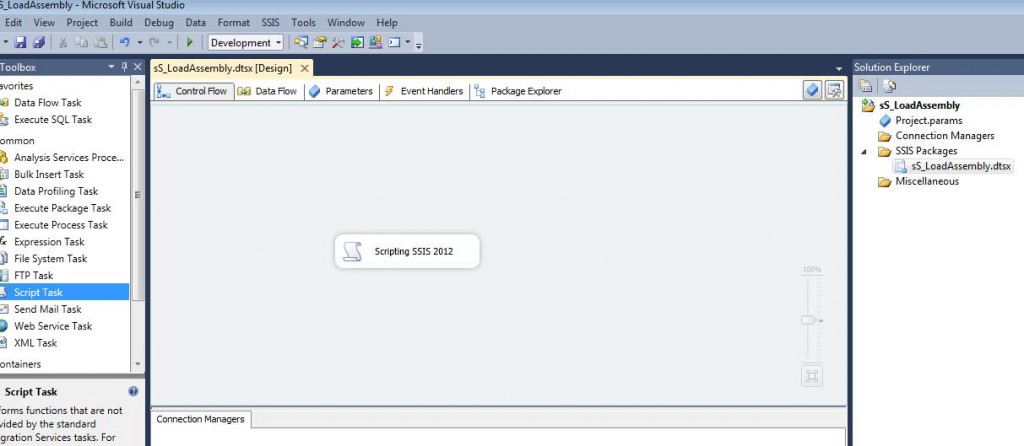 sS_LoadAssembly - Microsoft Visual Studio
Edit View Project Build Debug Data Format SSIS Tools Window Help
Development
Toolbox
avorites
Data Flow Task
Execute SQL Task
ommon
Analysis Services Proce...
Bulk Insert Task
Data Profiling Task
Execute Package Task
Execute Process Task
Expression Task
File System Task
FTP Task
Script Task
Send Mail Task
Web Service Task
XML Task
ontainers
Script Task
forms functions that are not
vided by the standard
egration Services tasks. For
sS_LoadAssembly.dtsx [Design]
Control Flow Data Flow Parameters Event Handlers Package Explorer
Scripting SSIS 2012
100%
Connection Managers
Solution Explorer
sS_LoadAssembly
Project.params
Connection Managers
SSIS Packages
sS_LoadAssembly.dtsx
Miscellaneous